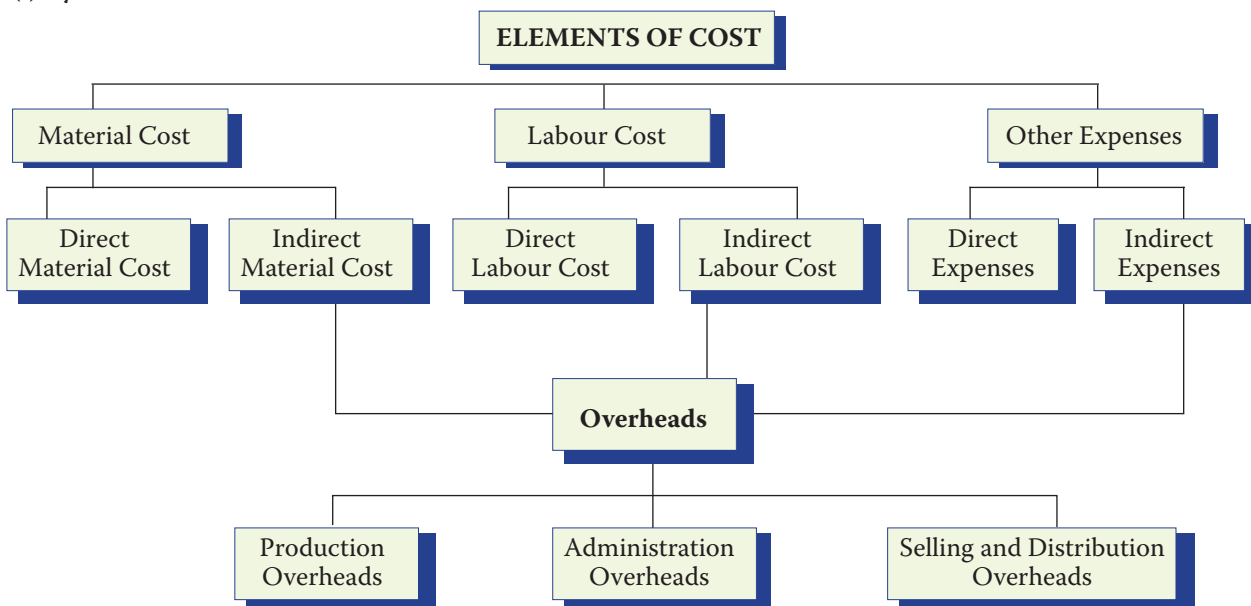 ELEMENTS OF COST
Material Cost
Labour Cost
Other Expenses
Direct
Material Cost
Indirect
Material Cost
Direct
Labour Cost
Indirect
Labour Cost
Direct
Expenses
Indirect
Expenses
Overheads
Production
Overheads
Administration
Overheads
Selling and Distribution
Overheads